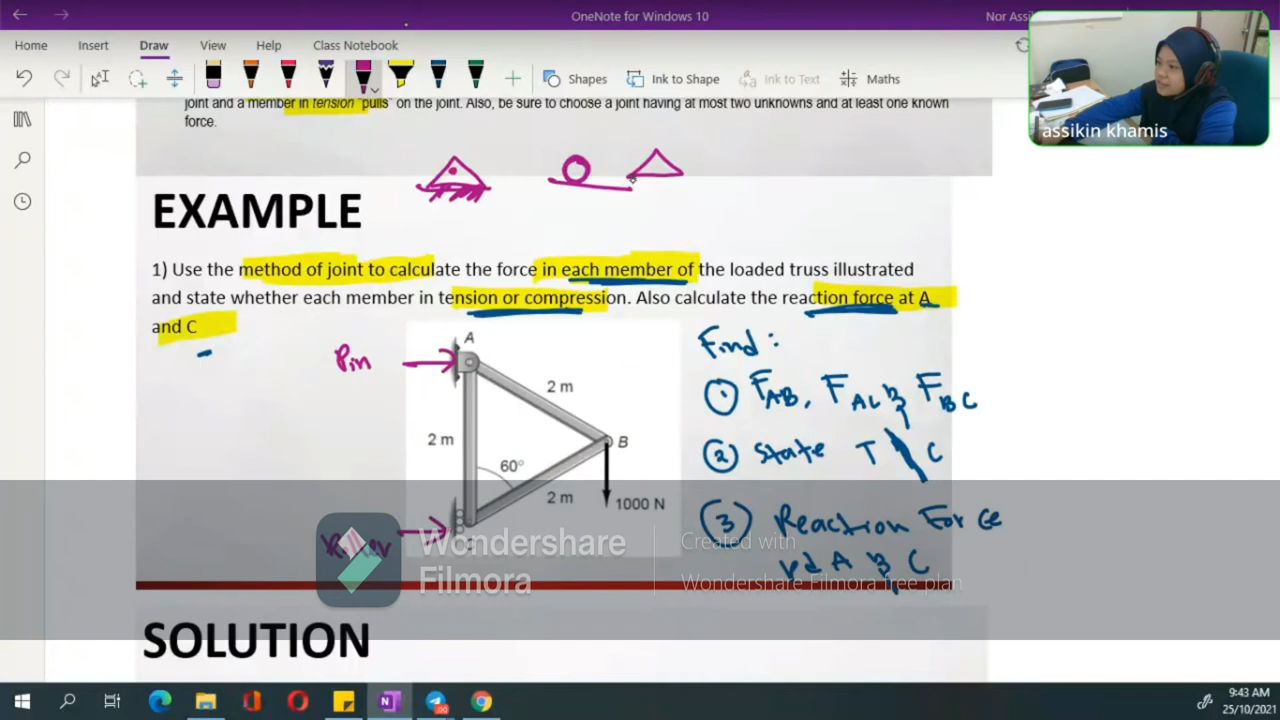 OneNote for Windows 10
Nor Assi
Home Insert Draw View Help Class Notebook
Shapes Ink to Shape Ink to Text Maths
assikin khamis
joint and a member in tension "pulls" on the joint. Also, be sure to choose a joint having at most two unknowns and at least one known
force.
EXAMPLE
1) Use the method of joint to calculate the force in each member of the loaded truss illustrated
and state whether each member in tension or compression. Also calculate the reaction force at A
and C
Pin
A
2 m
2 m
B
60°
2 m
1000 N
Find:
① FAB, FAC & FBC
② State T / C
③ Reaction Force
at A & C
Roller
Wondershare
Filmora
Created with
Wondershare Filmora free plan
SOLUTION
9:43 AM
25/10/2021